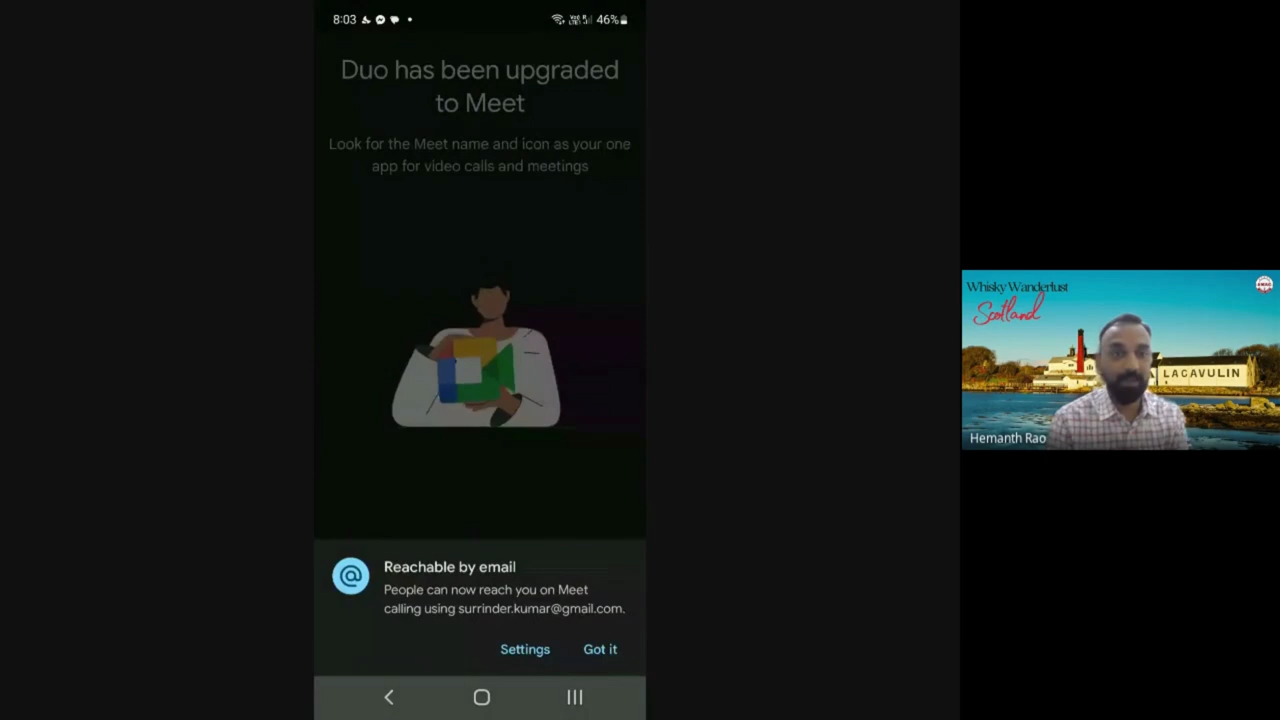 8:03
46%
Duo has been upgraded
to Meet
Look for the Meet name and icon as your one
app for video calls and meetings
Reachable by email
People can now reach you on Meet
calling using surrinder.kumar@gmail.com.
Settings
Got it
Whisky Wanderlust
Scotland
LAGAVULIN
Hemanth Rao